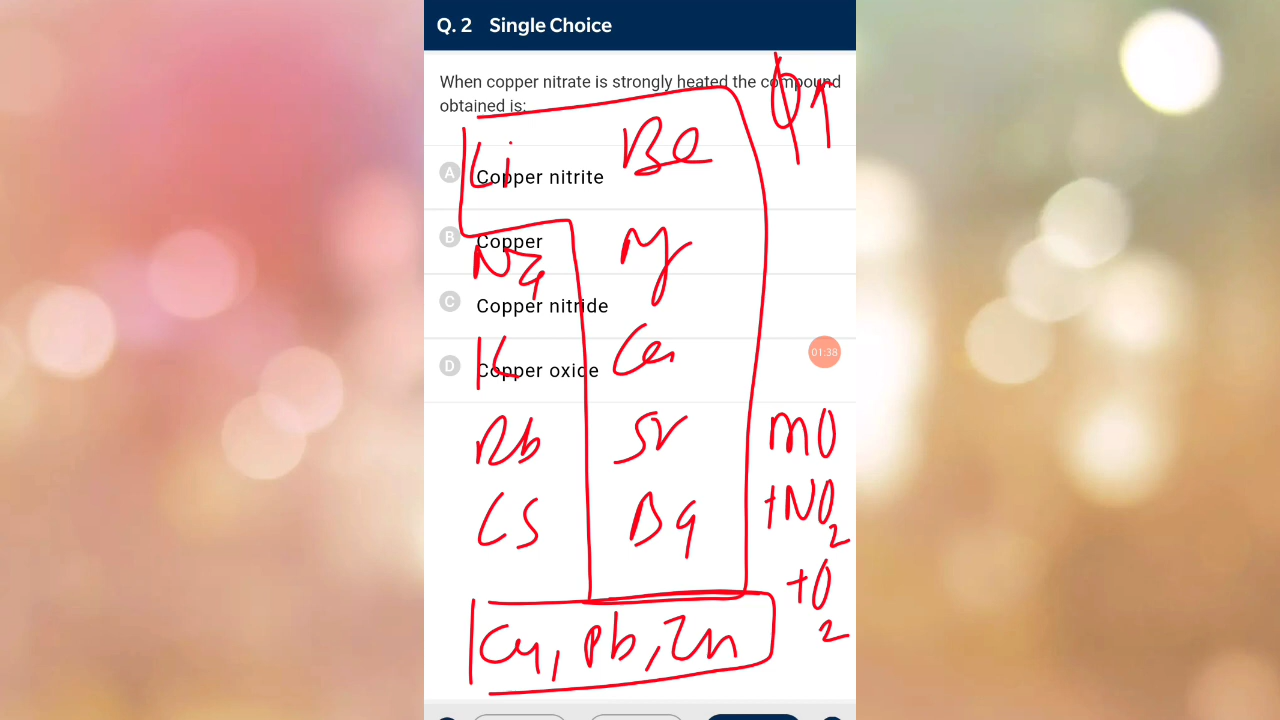 Q. 2 Single Choice
When copper nitrate is strongly heated the compound
obtained is:
A Copper nitrite
B Copper
C Copper nitride
D Copper oxide
01:38
Li Be
Na Mg
K Ca
Rb Sr
Cs Ba
Cu, Pb, Zn
MO
+NO2
+O2